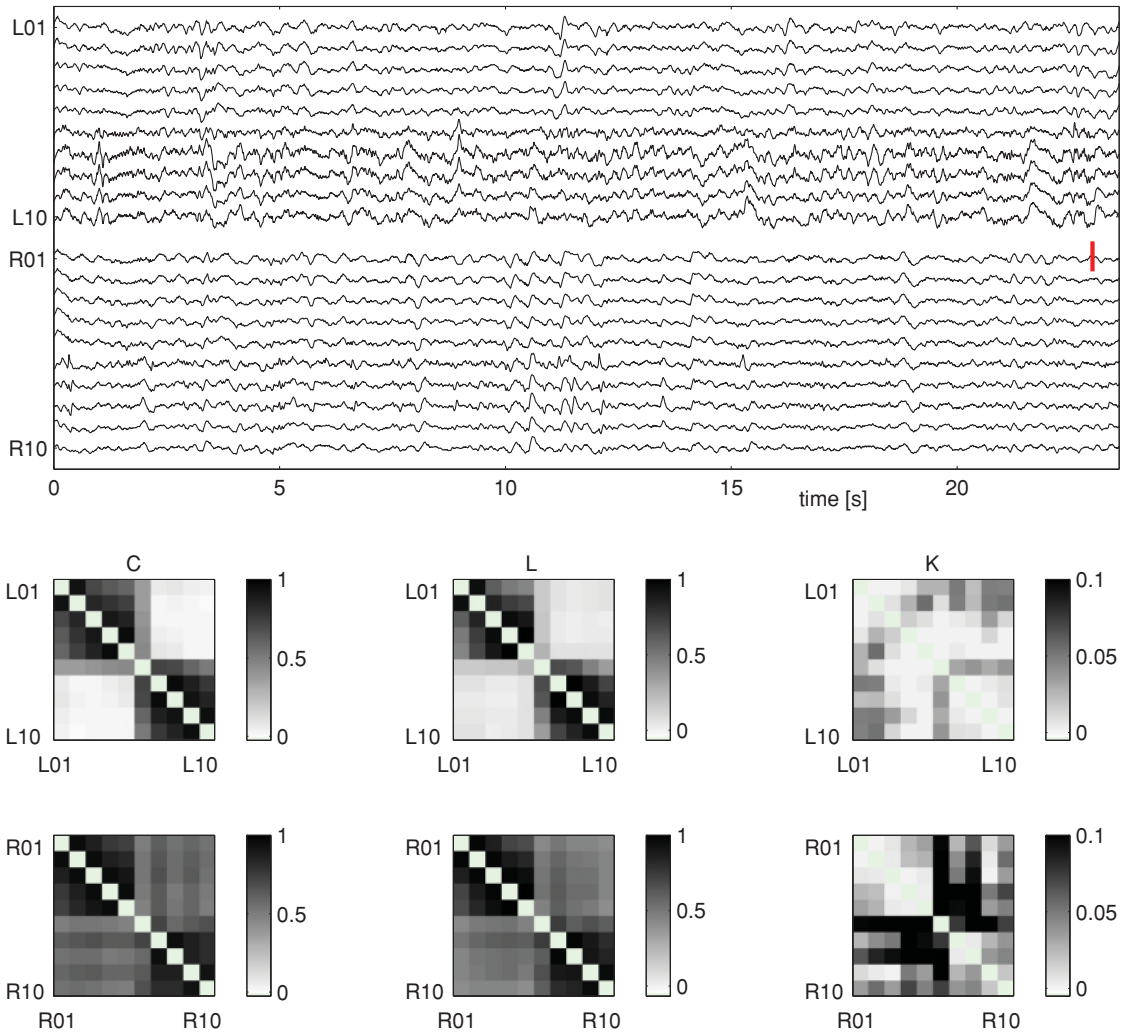 L01
L10
R01
R10
0 5 10 15 20
time [s]
C L K
L01 1 L01 1 L01 0.1
0.5 0.5 0.05
L10 0 L10 0 L10 0
L01 L10 L01 L10 L01 L10
R01 1 R01 1 R01 0.1
0.5 0.5 0.05
R10 0 R10 0 R10 0
R01 R10 R01 R10 R01 R10